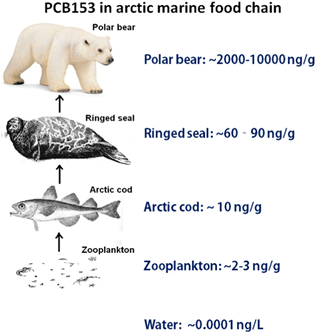 PCB153 in arctic marine food chain
Polar bear
Polar bear: ~2000-10000 ng/g
Ringed seal
Ringed seal: ~60 - 90 ng/g
Arctic cod
Arctic cod: ~ 10 ng/g
Zooplankton
Zooplankton: ~2-3 ng/g
Water: ~0.0001 ng/L